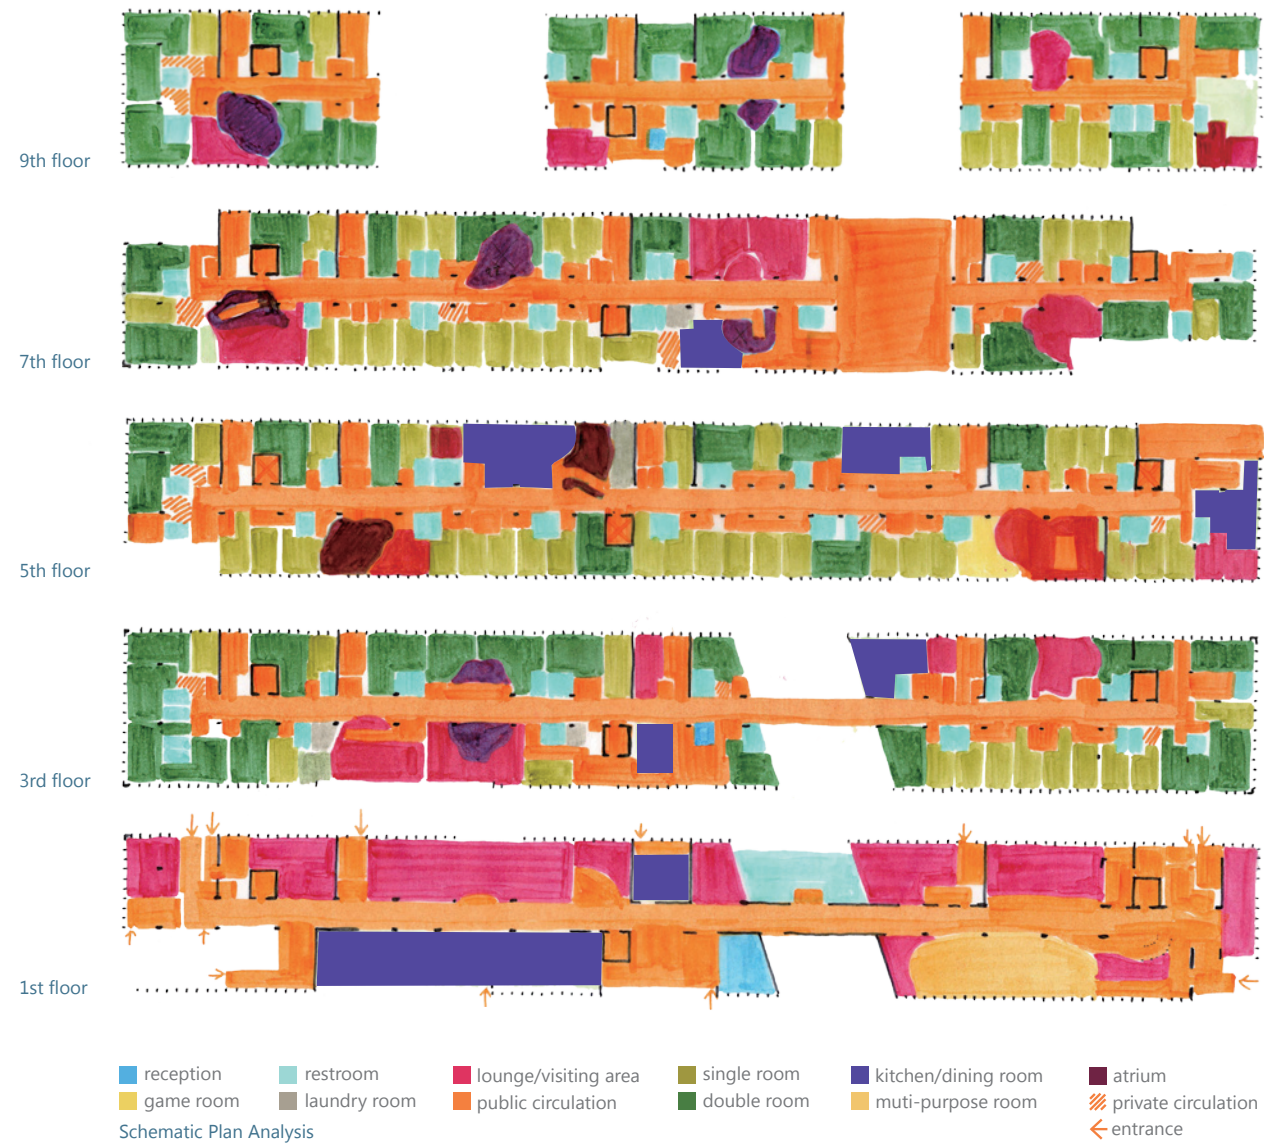 9th floor
7th floor
5th floor
3rd floor
1st floor
reception restroom lounge/visiting area single room kitchen/dining room atrium
game room laundry room public circulation double room muti-purpose room private circulation
Schematic Plan Analysis entrance